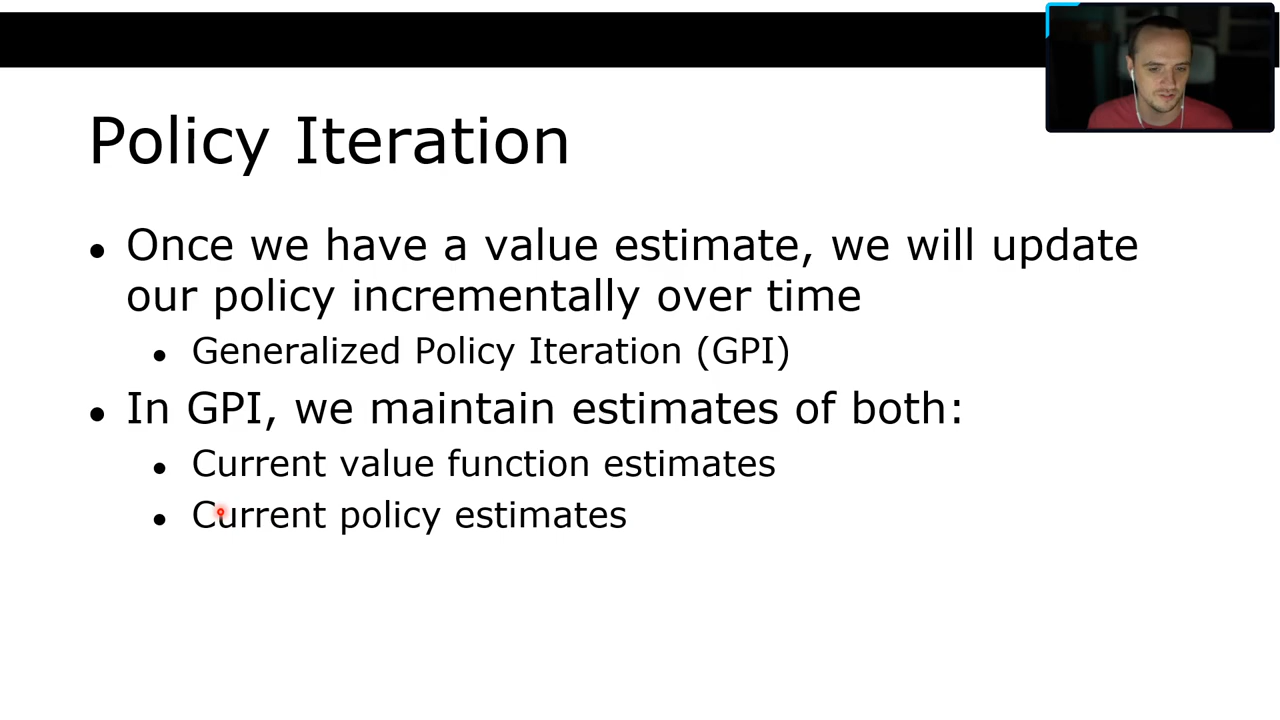 Policy Iteration
• Once we have a value estimate, we will update
our policy incrementally over time
• Generalized Policy Iteration (GPI)
• In GPI, we maintain estimates of both:
• Current value function estimates
• Current policy estimates